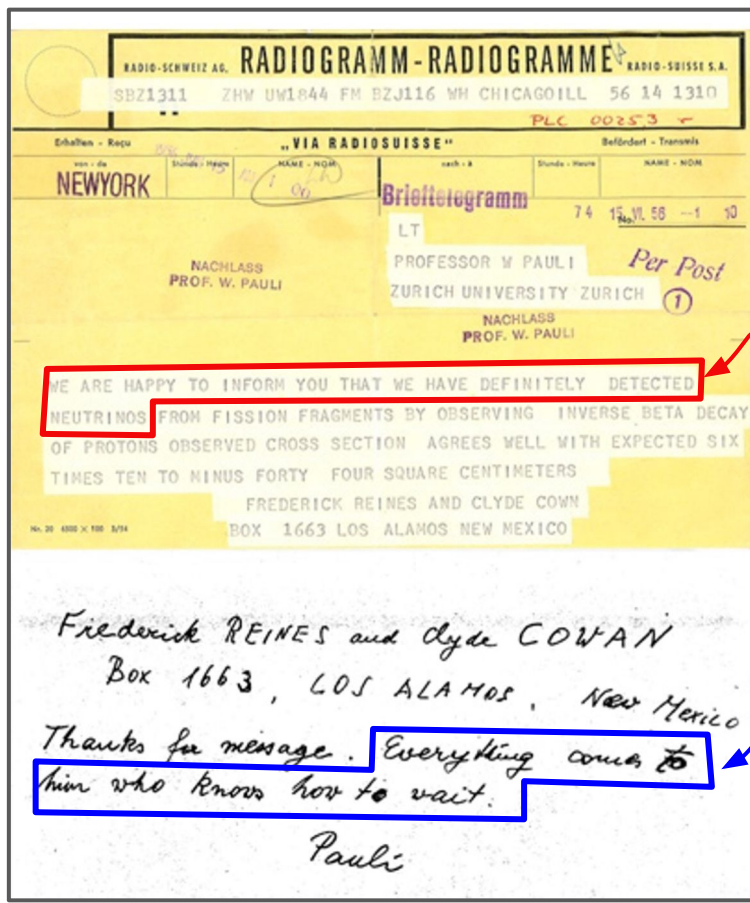 RADIO-SCHWEIZ AG. RADIOGRAMM-RADIOGRAMME RADIO-SUISSE S.A.
SBZ1311 ZHW UW1844 FM BZJ116 WH CHICAGOILL 56 14 1310
PLC 00253
Erhalten - Reçu „VIA RADIOSUISSE" Befördert - Transmis
von - de Stunde - Heure NAME - NOM nach - à Stunde - Heure NAME - NOM
NEWYORK
Brieftelegramm
74 15.VI.56 --1 10
LT
PROFESSOR W PAULI
Per Post
NACHLASS
PROF. W. PAULI
ZURICH UNIVERSITY ZURICH
1
NACHLASS
PROF. W. PAULI
WE ARE HAPPY TO INFORM YOU THAT WE HAVE DEFINITELY DETECTED
NEUTRINOS FROM FISSION FRAGMENTS BY OBSERVING INVERSE BETA DECAY
OF PROTONS OBSERVED CROSS SECTION AGREES WELL WITH EXPECTED SIX
TIMES TEN TO MINUS FORTY FOUR SQUARE CENTIMETERS
FREDERICK REINES AND CLYDE COWN
BOX 1663 LOS ALAMOS NEW MEXICO
Frederick REINES and Clyde COWAN
Box 1663, LOS ALAMOS, New Mexico
Thanks for message. Everything comes to
him who knows how to wait.
Pauli